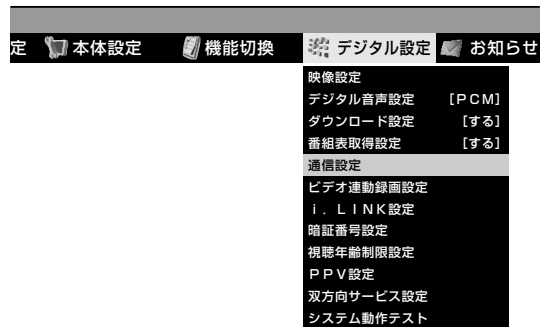 定 本体設定 機能切換 デジタル設定 お知らせ
映像設定
デジタル音声設定 [PCM]
ダウンロード設定 [する]
番組表取得設定 [する]
通信設定
ビデオ連動録画設定
i．LINK設定
暗証番号設定
視聴年齢制限設定
PPV設定
双方向サービス設定
システム動作テスト